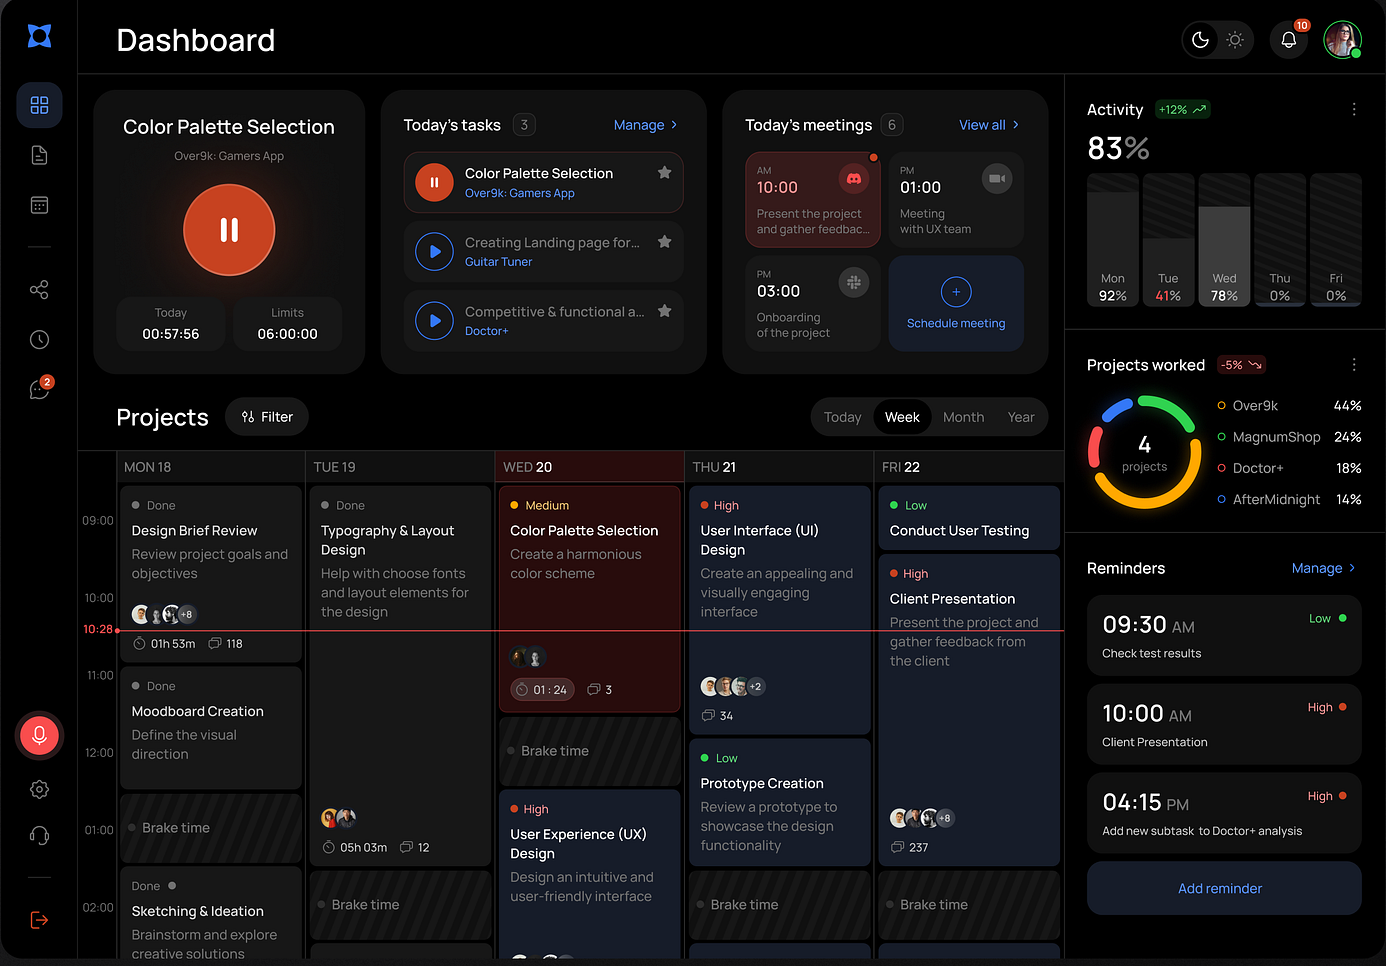 Dashboard
10
Color Palette Selection
Over9k: Gamers App
Today
00:57:56
Limits
06:00:00
Today's tasks 3 Manage
Color Palette Selection
Over9k: Gamers App
Creating Landing page for...
Guitar Tuner
Competitive & functional a...
Doctor+
Today's meetings 6 View all
AM
10:00
Present the project
and gather feedbac...
PM
01:00
Meeting
with UX team
PM
03:00
Onboarding
of the project
+
Schedule meeting
Activity +12%
83%
Mon
92%
Tue
41%
Wed
78%
Thu
0%
Fri
0%
Projects worked -5%
4
projects
Over9k 44%
MagnumShop 24%
Doctor+ 18%
AfterMidnight 14%
Reminders Manage
09:30 AM Low
Check test results
10:00 AM High
Client Presentation
04:15 PM High
Add new subtask to Doctor+ analysis
Add reminder
2
Projects Filter
Today Week Month Year
MON 18
TUE 19
WED 20
THU 21
FRI 22
09:00
10:00
10:28
11:00
12:00
01:00
02:00
Done
Design Brief Review
Review project goals and
objectives
+8
01h 53m 118
Done
Moodboard Creation
Define the visual
direction
Brake time
Done
Sketching & Ideation
Brainstorm and explore
creative solutions
Done
Typography & Layout
Design
Help with choose fonts
and layout elements for
the design
05h 03m 12
Brake time
Medium
Color Palette Selection
Create a harmonious
color scheme
01 : 24 3
Brake time
High
User Experience (UX)
Design
Design an intuitive and
user-friendly interface
High
User Interface (UI)
Design
Create an appealing and
visually engaging
interface
+2
34
Low
Prototype Creation
Review a prototype to
showcase the design
functionality
Brake time
Low
Conduct User Testing
High
Client Presentation
Present the project and
gather feedback from
the client
+8
237
Brake time